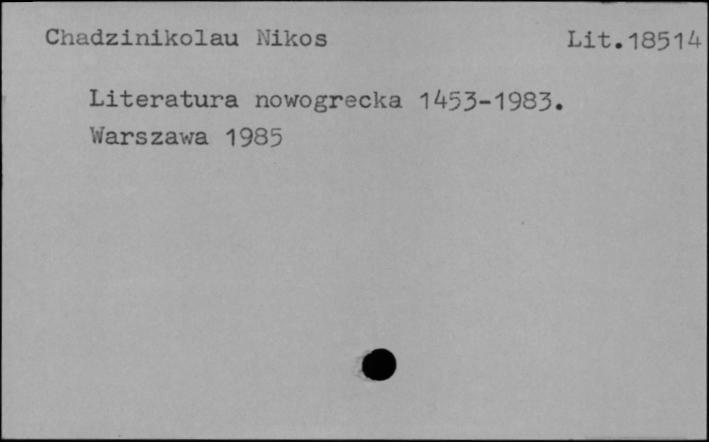 Chadzinikolau Nikos Lit.18514
Literatura nowogrecka 1453-1983.
Warszawa 1985